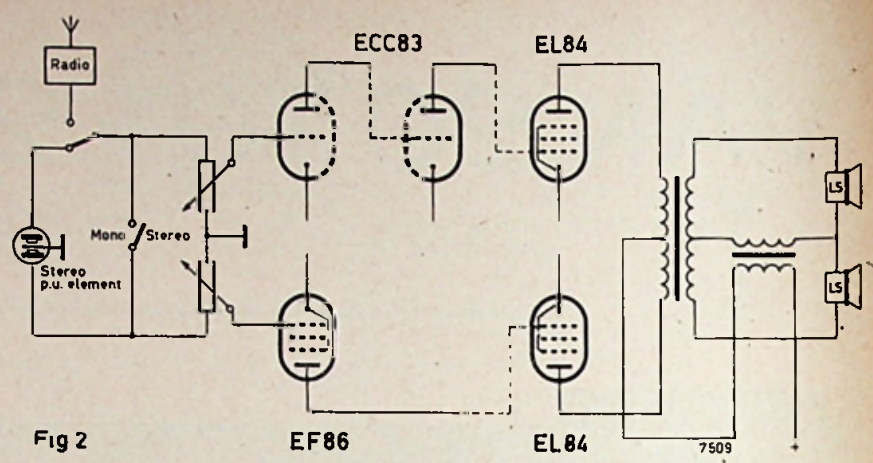 ECC83
EL84
Radio
Mono
Stereo
Stereo
p.u. element
LS
LS
Fig 2
EF86
EL84
7509
+